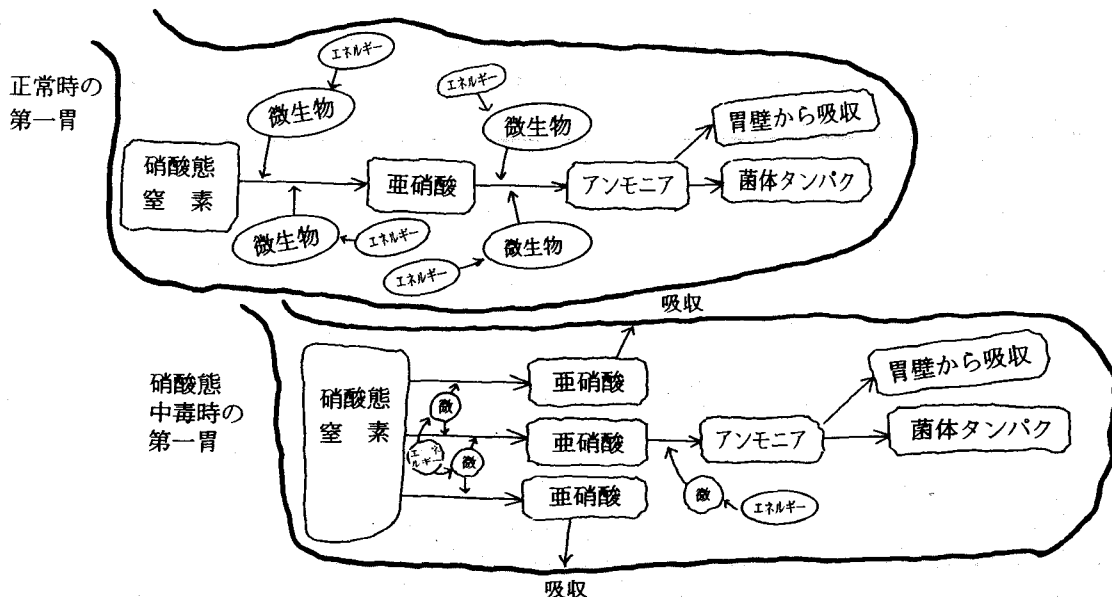 正常時の
第一胃
エネルギー
微生物
エネルギー
微生物
硝酸態
窒素
亜硝酸
アンモニア
胃壁から吸収
菌体タンパク
微生物
エネルギー
微生物
エネルギー
硝酸態
中毒時の
第一胃
吸収
硝酸態
窒素
亜硝酸
微
エネルギー
微
亜硝酸
亜硝酸
アンモニア
胃壁から吸収
菌体タンパク
微
エネルギー
吸収